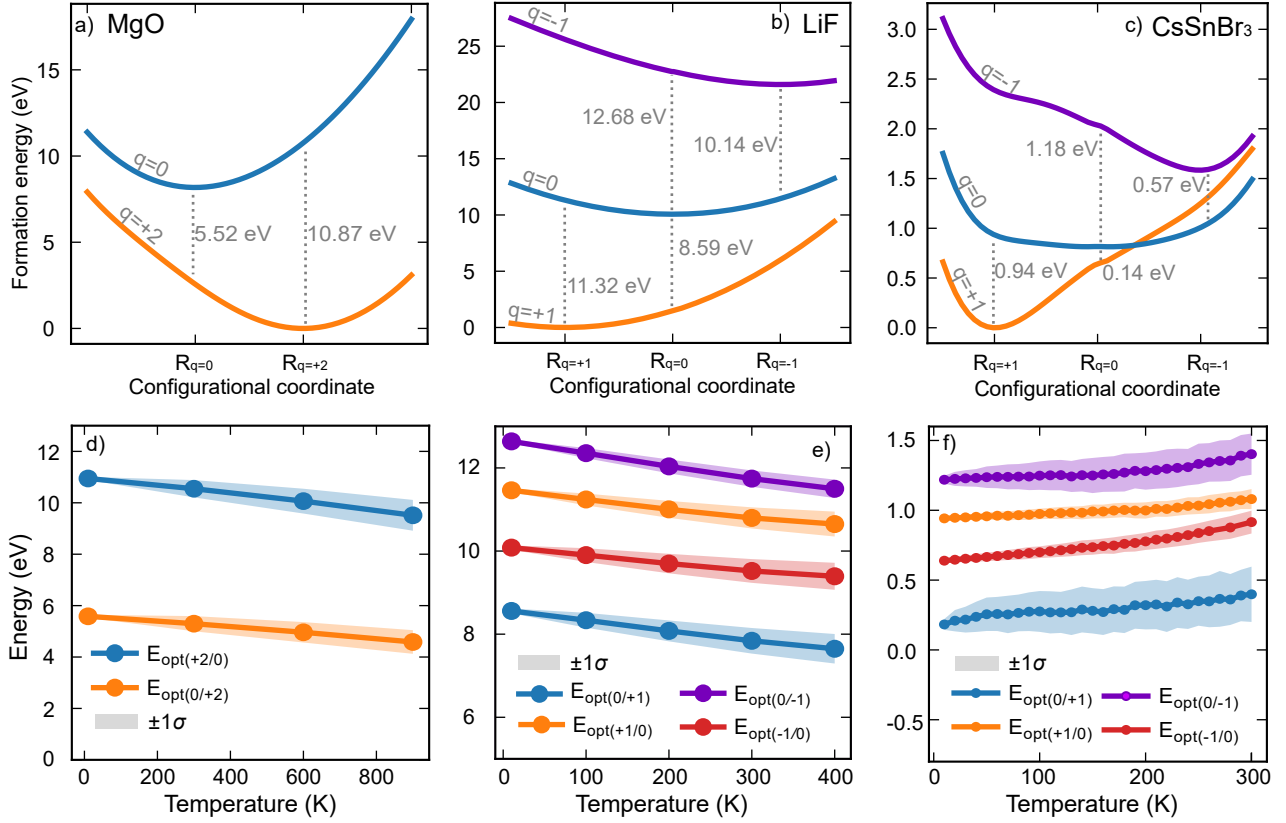 a) MgO
Formation energy (eV)
15
10
5
0
q=0
q=+2
5.52 eV
10.87 eV
Rq=0
Rq=+2
Configurational coordinate
b) LiF
25
20
15
10
5
0
q=-1
q=0
q=+1
12.68 eV
10.14 eV
8.59 eV
11.32 eV
Rq=+1
Rq=0
Rq=-1
Configurational coordinate
c) CsSnBr3
3.0
2.5
2.0
1.5
1.0
0.5
0.0
q=-1
q=0
q=+1
1.18 eV
0.57 eV
0.94 eV
0.14 eV
Rq=+1
Rq=0
Rq=-1
Configurational coordinate
d)
Energy (eV)
12
10
8
6
4
2
0
Eopt(+2/0)
Eopt(0/+2)
±1σ
0
200
400
600
800
Temperature (K)
e)
12
10
8
6
±1σ
Eopt(0/+1)
Eopt(+1/0)
Eopt(0/-1)
Eopt(-1/0)
0
100
200
300
400
Temperature (K)
f)
1.5
1.0
0.5
0.0
-0.5
±1σ
Eopt(0/+1)
Eopt(+1/0)
Eopt(0/-1)
Eopt(-1/0)
0
100
200
300
Temperature (K)